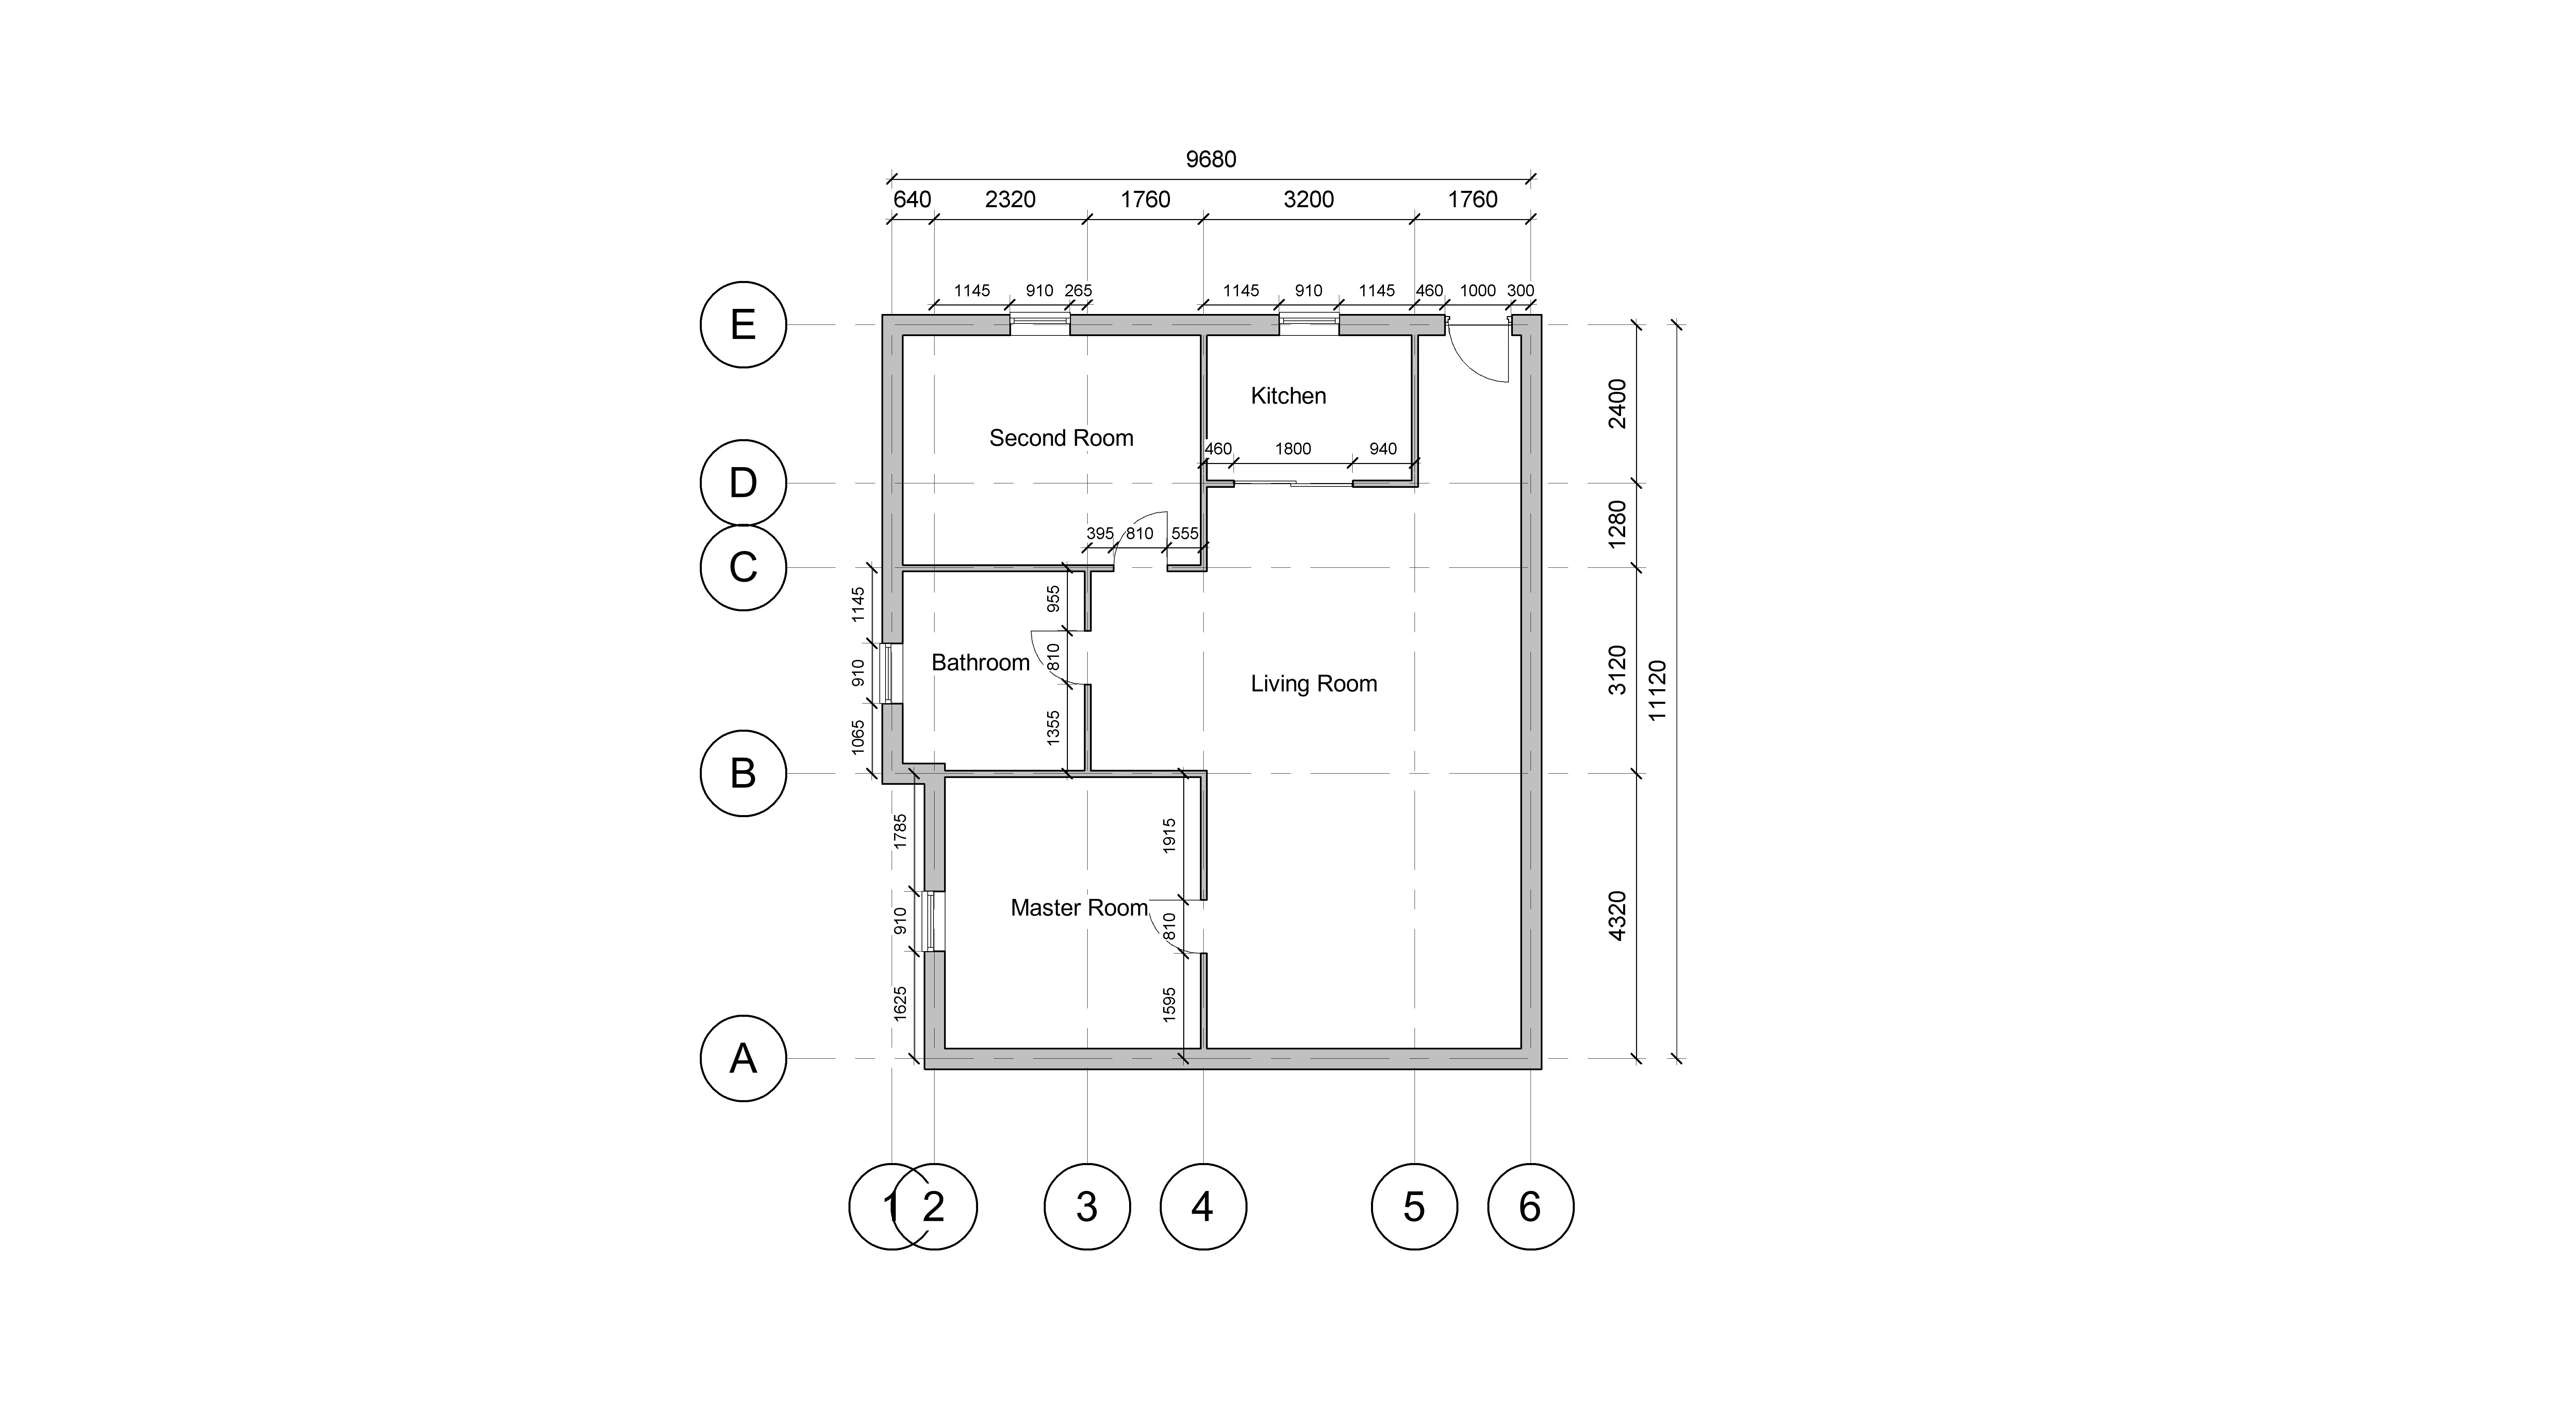 9680
640 2320 1760 3200 1760
1145 910 265 1145 910 1145 460 1000 300
E
Kitchen
2400
Second Room
460 1800 940
D
1280
395 810 555
C
1145
955
910
Bathroom
810
Living Room
3120
11120
1065
1355
B
1785
1915
910
Master Room
810
4320
1625
1595
A
1 2 3 4 5 6